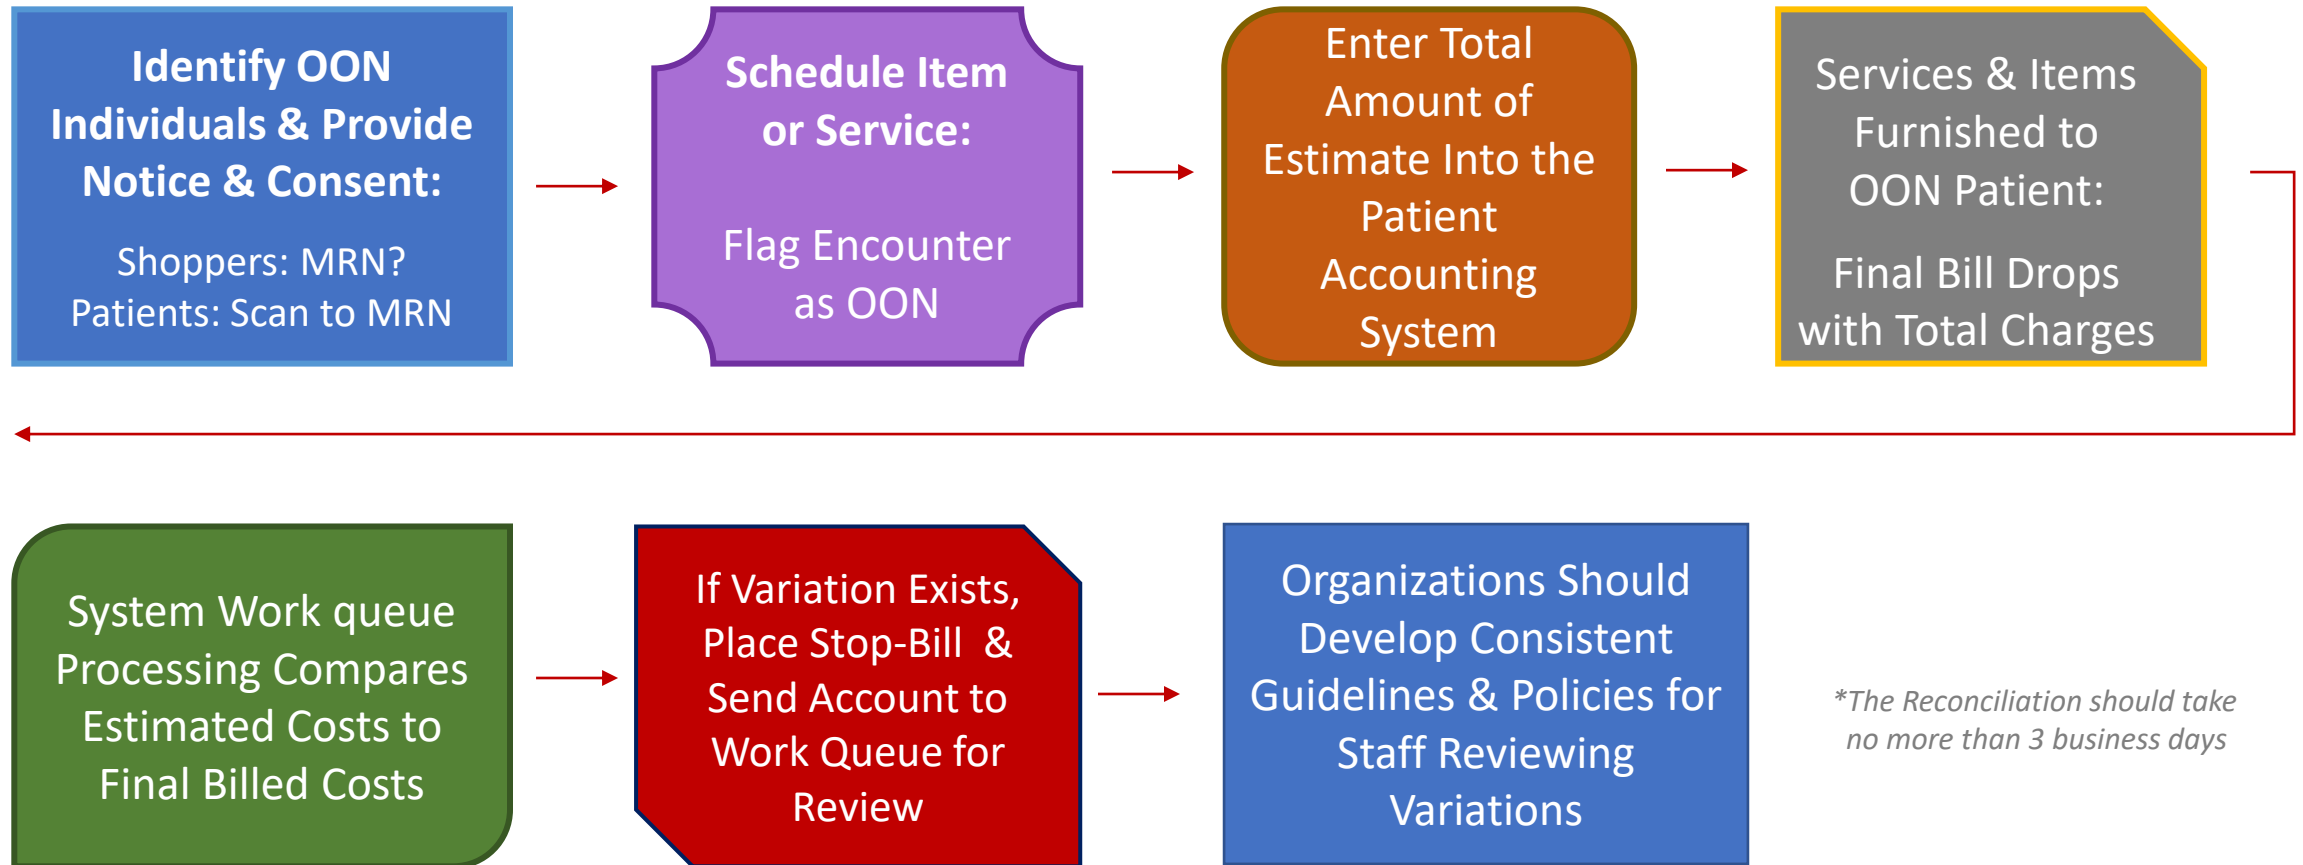 Identify OON
Individuals & Provide
Notice & Consent:
Shoppers: MRN?
Patients: Scan to MRN
Schedule Item
or Service:
Flag Encounter
as OON
Enter Total
Amount of
Estimate Into the
Patient
Accounting
System
Services & Items
Furnished to
OON Patient:
Final Bill Drops
with Total Charges
System Work queue
Processing Compares
Estimated Costs to
Final Billed Costs
If Variation Exists,
Place Stop-Bill &
Send Account to
Work Queue for
Review
Organizations Should
Develop Consistent
Guidelines & Policies for
Staff Reviewing
Variations
*The Reconciliation should take
no more than 3 business days